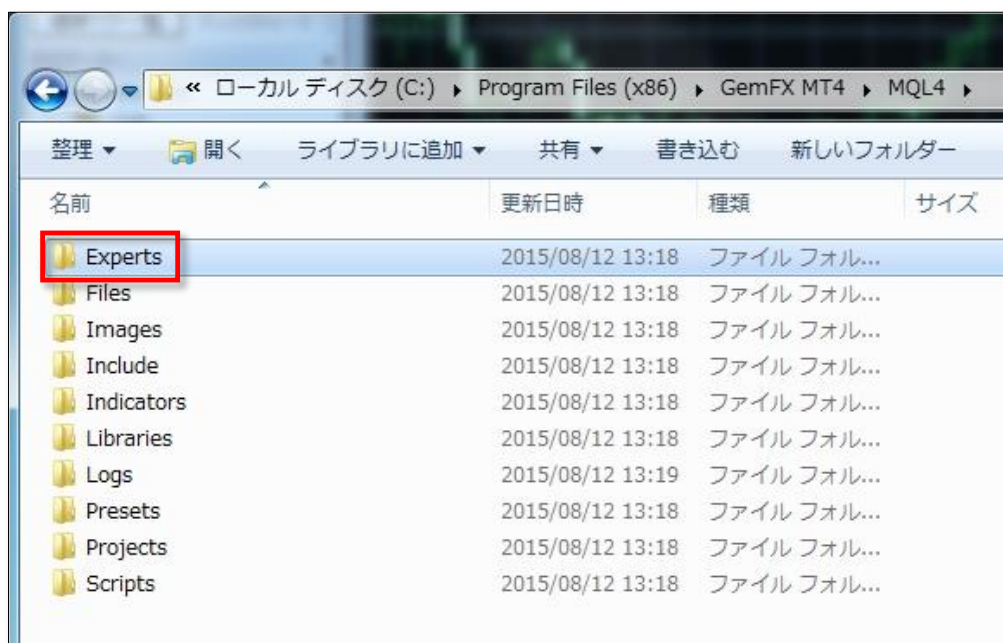 « ローカル ディスク (C:) ▸ Program Files (x86) ▸ GemFX MT4 ▸ MQL4 ▸
整理 ▼ 開く ライブラリに追加 ▼ 共有 ▼ 書き込む 新しいフォルダー
名前 更新日時 種類 サイズ
Experts 2015/08/12 13:18 ファイル フォル...
Files 2015/08/12 13:18 ファイル フォル...
Images 2015/08/12 13:18 ファイル フォル...
Include 2015/08/12 13:18 ファイル フォル...
Indicators 2015/08/12 13:18 ファイル フォル...
Libraries 2015/08/12 13:18 ファイル フォル...
Logs 2015/08/12 13:19 ファイル フォル...
Presets 2015/08/12 13:18 ファイル フォル...
Projects 2015/08/12 13:18 ファイル フォル...
Scripts 2015/08/12 13:18 ファイル フォル...